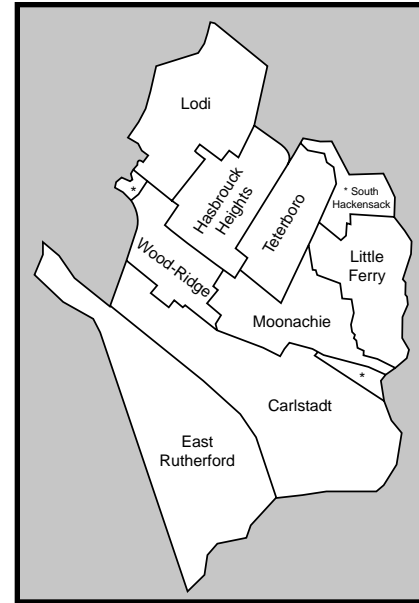 Lodi
*
Hasbrouck
Heights
Teterboro
* South
Hackensack
Wood-Ridge
Little
Ferry
Moonachie
*
Carlstadt
East
Rutherford